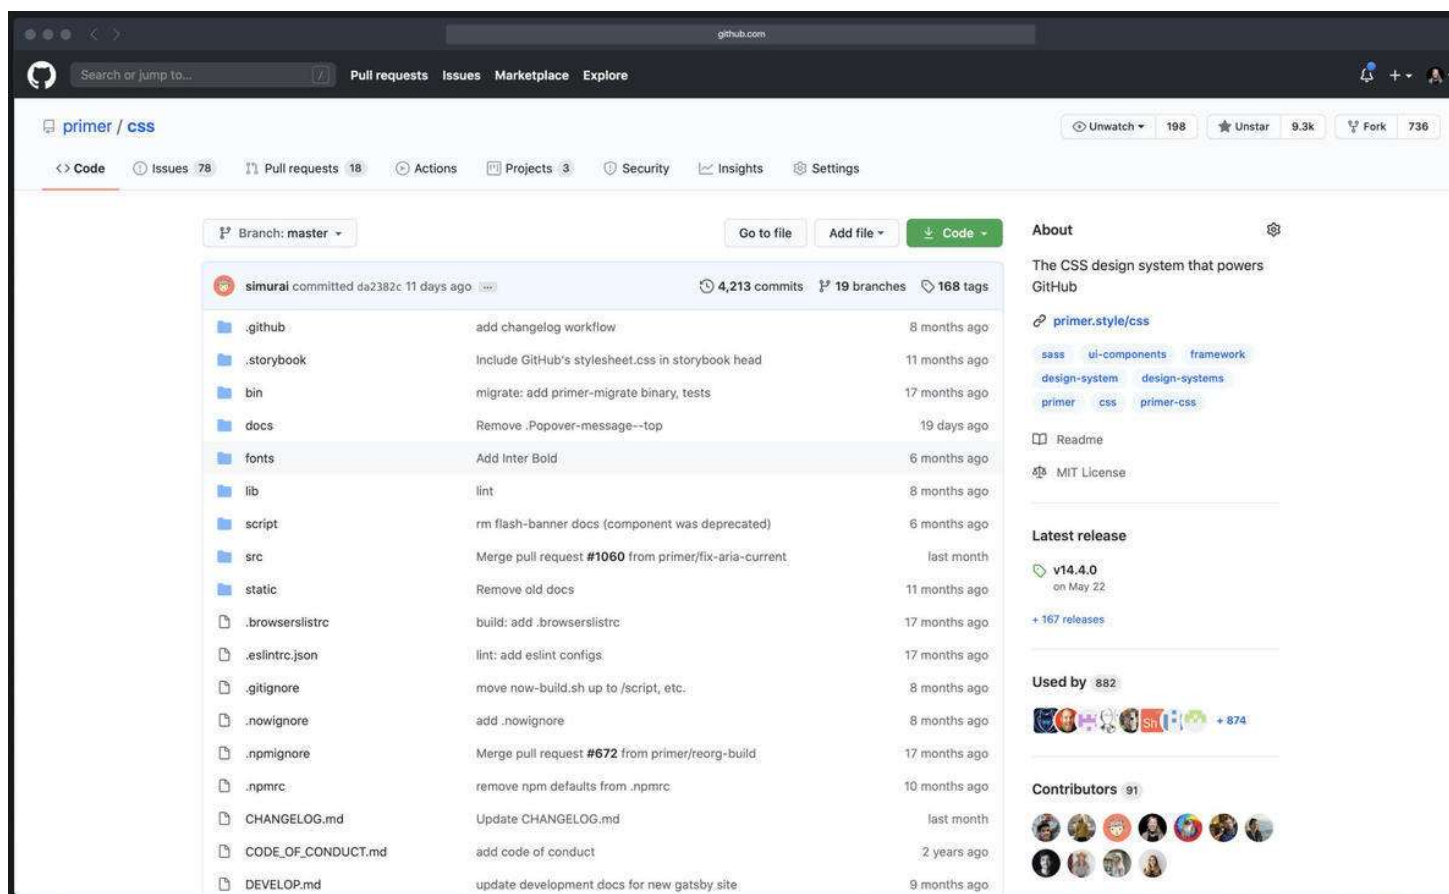 github.com
Search or jump to... / Pull requests Issues Marketplace Explore
primer / css Unwatch 198 Unstar 9.3k Fork 736
Code Issues 78 Pull requests 18 Actions Projects 3 Security Insights Settings
Branch: master Go to file Add file Code
simurai committed da2382c 11 days ago ... 4,213 commits 19 branches 168 tags
.github add changelog workflow 8 months ago
.storybook Include GitHub's stylesheet.css in storybook head 11 months ago
bin migrate: add primer-migrate binary, tests 17 months ago
docs Remove .Popover-message--top 19 days ago
fonts Add Inter Bold 6 months ago
lib lint 8 months ago
script rm flash-banner docs (component was deprecated) 6 months ago
src Merge pull request #1060 from primer/fix-aria-current last month
static Remove old docs 11 months ago
.browserslistrc build: add .browserslistrc 17 months ago
.eslintrc.json lint: add eslint configs 17 months ago
.gitignore move now-build.sh up to /script, etc. 8 months ago
.nowignore add .nowignore 8 months ago
.npmignore Merge pull request #672 from primer/reorg-build 17 months ago
.npmrc remove npm defaults from .npmrc 10 months ago
CHANGELOG.md Update CHANGELOG.md last month
CODE_OF_CONDUCT.md add code of conduct 2 years ago
DEVELOP.md update development docs for new gatsby site 9 months ago
About
The CSS design system that powers
GitHub
primer.style/css
sass ui-components framework
design-system design-systems
primer css primer-css
Readme
MIT License
Latest release
v14.4.0
on May 22
+ 167 releases
Used by 882
Sh + 874
Contributors 91